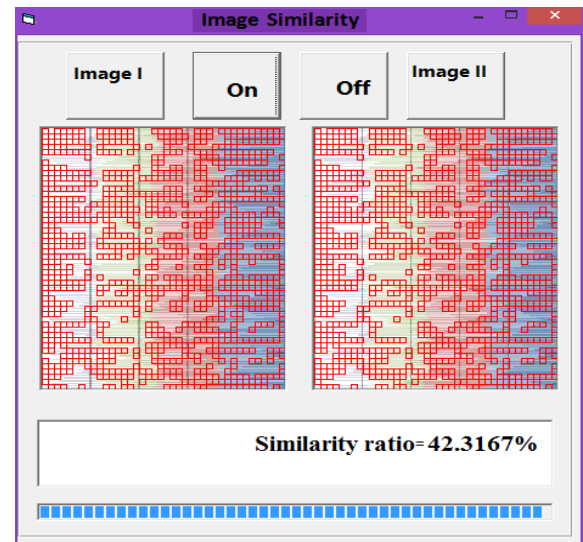 Image Similarity
Image I
On
Off
Image II
Similarity ratio=42.3167%